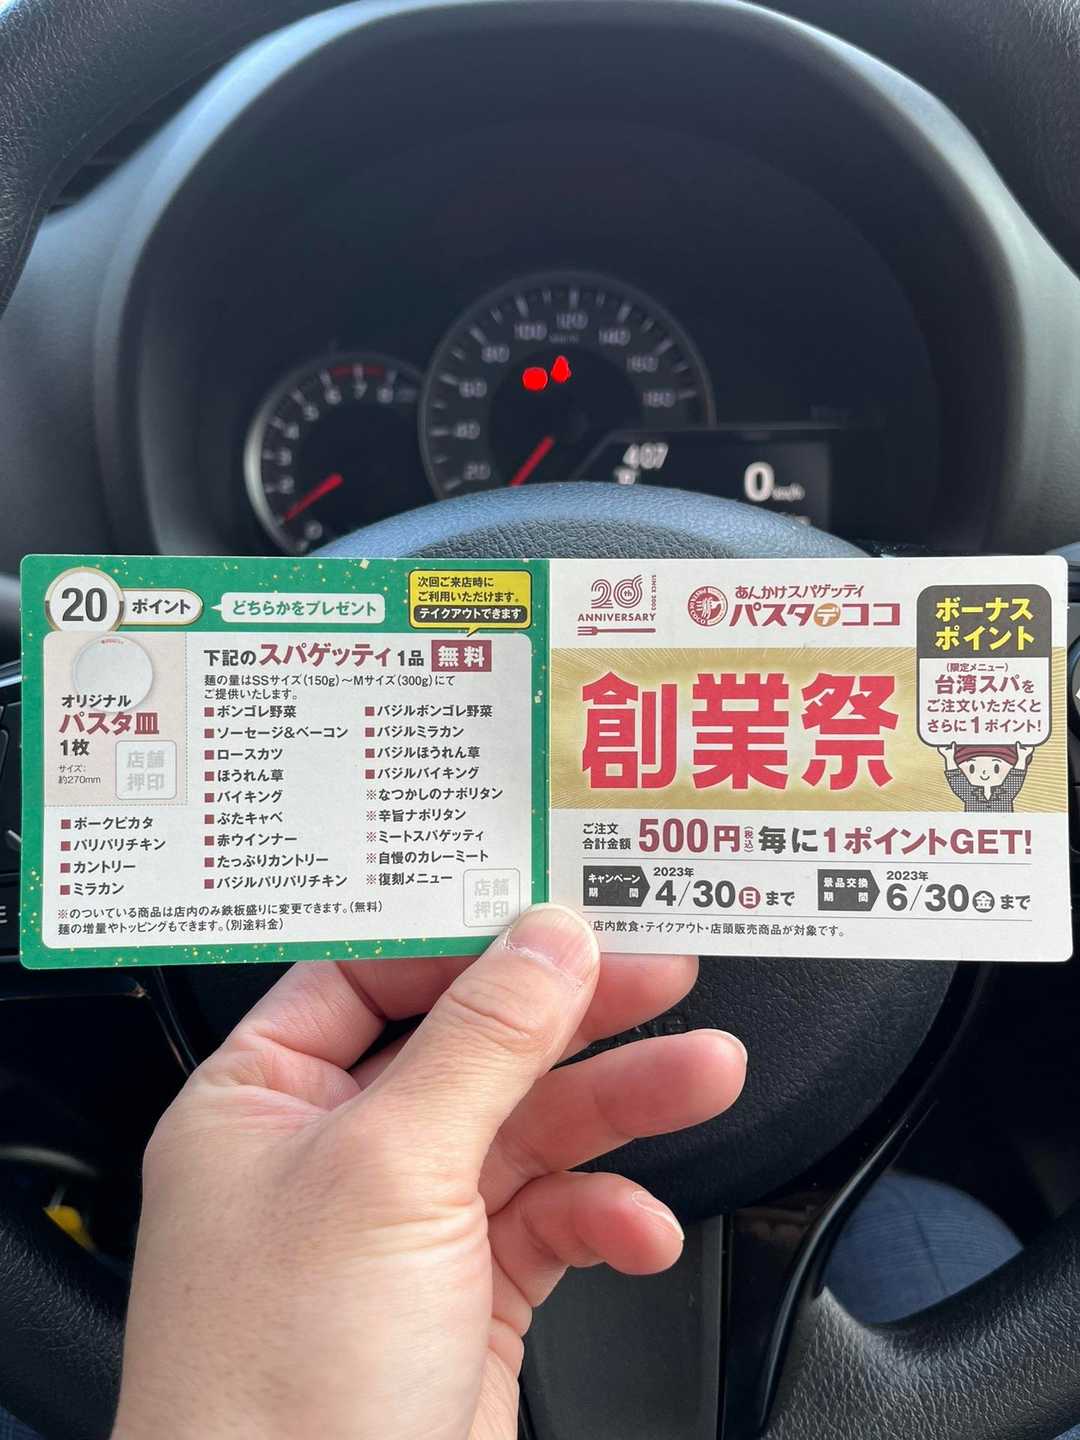 100
120
140
80
160
60
180
40
20
6
7
8
5
4
3
2
0
4:07
0 km/h
20ポイント
どちらかをプレゼント
次回ご来店時に
ご利用いただけます。
テイクアウトできます
オリジナル
パスタ皿
1枚
サイズ:
約270mm
店舗
押印
下記のスパゲッティ1品 無料
麺の量はSSサイズ(150g)~Mサイズ(300g)にて
ご提供いたします。
■ポークピカタ
■パリパリチキン
■カントリー
■ミラカン
■ボンゴレ野菜
■ソーセージ&ベーコン
■ロースカツ
■ほうれん草
■バイキング
■ぶたキャベ
■赤ウインナー
■たっぷりカントリー
■バジルパリパリチキン
■バジルボンゴレ野菜
■バジルミラカン
■バジルほうれん草
■バジルバイキング
※なつかしのナポリタン
※辛旨ナポリタン
※ミートスパゲッティ
※自慢のカレーミート
※復刻メニュー
店舗
押印
※のついている商品は店内のみ鉄板盛りに変更できます。(無料)
麺の増量やトッピングもできます。(別途料金)
20th
ANNIVERSARY
SINCE 2003
あんかけスパゲッティ
パスタデココ
創業祭
ボーナス
ポイント
(限定メニュー)
台湾スパを
ご注文いただくと
さらに1ポイント!
ご注文
合計金額 500円(税込)毎に1ポイントGET!
キャンペーン
期間
2023年
4/30(日)まで
景品交換
期間
2023年
6/30(金)まで
※店内飲食・テイクアウト・店頭販売商品が対象です。